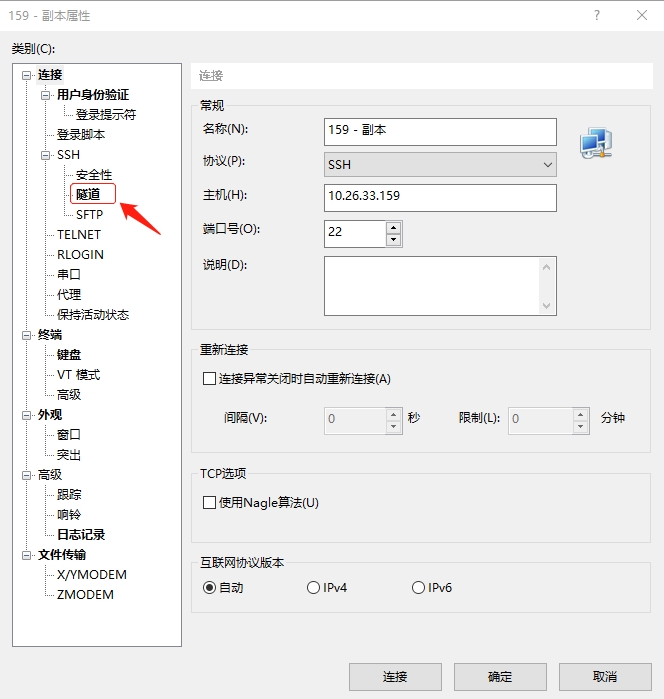 159 - 副本属性
类别(C):
连接
用户身份验证
登录提示符
登录脚本
SSH
安全性
隧道
SFTP
TELNET
RLOGIN
串口
代理
保持活动状态
终端
键盘
VT 模式
高级
外观
窗口
突出
高级
跟踪
响铃
日志记录
文件传输
X/YMODEM
ZMODEM
连接
常规
名称(N): 159 - 副本
协议(P): SSH
主机(H): 10.26.33.159
端口号(O): 22
说明(D):
重新连接
连接异常关闭时自动重新连接(A)
间隔(V): 0 秒 限制(L): 0 分钟
TCP选项
使用Nagle算法(U)
互联网协议版本
自动 IPv4 IPv6
连接 确定 取消